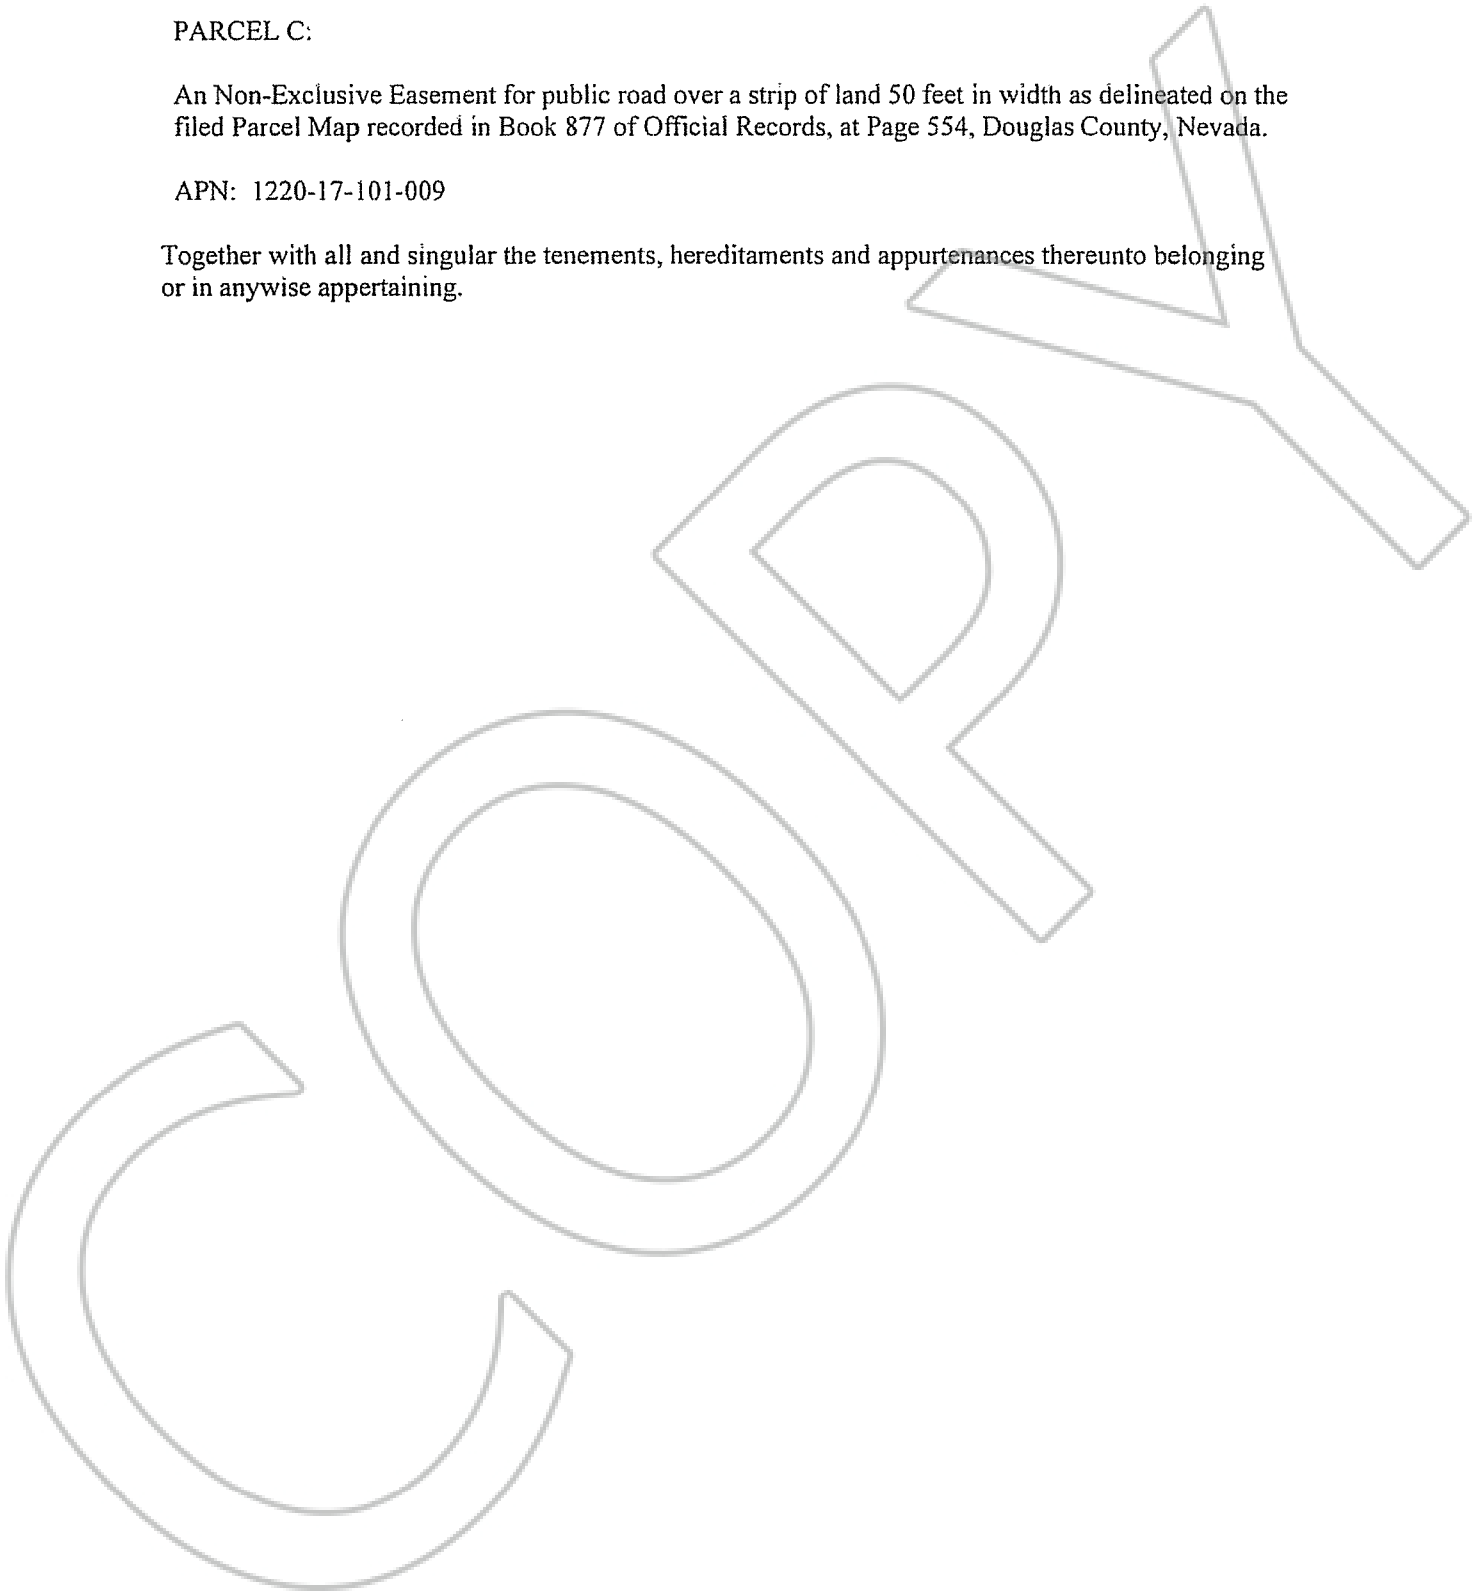 PARCEL C:
An Non-Exclusive Easement for public road over a strip of land 50 feet in width as delineated on the
filed Parcel Map recorded in Book 877 of Official Records, at Page 554, Douglas County, Nevada.
APN: 1220-17-101-009
Together with all and singular the tenements, hereditaments and appurtenances thereunto belonging
or in anywise appertaining.
COPY